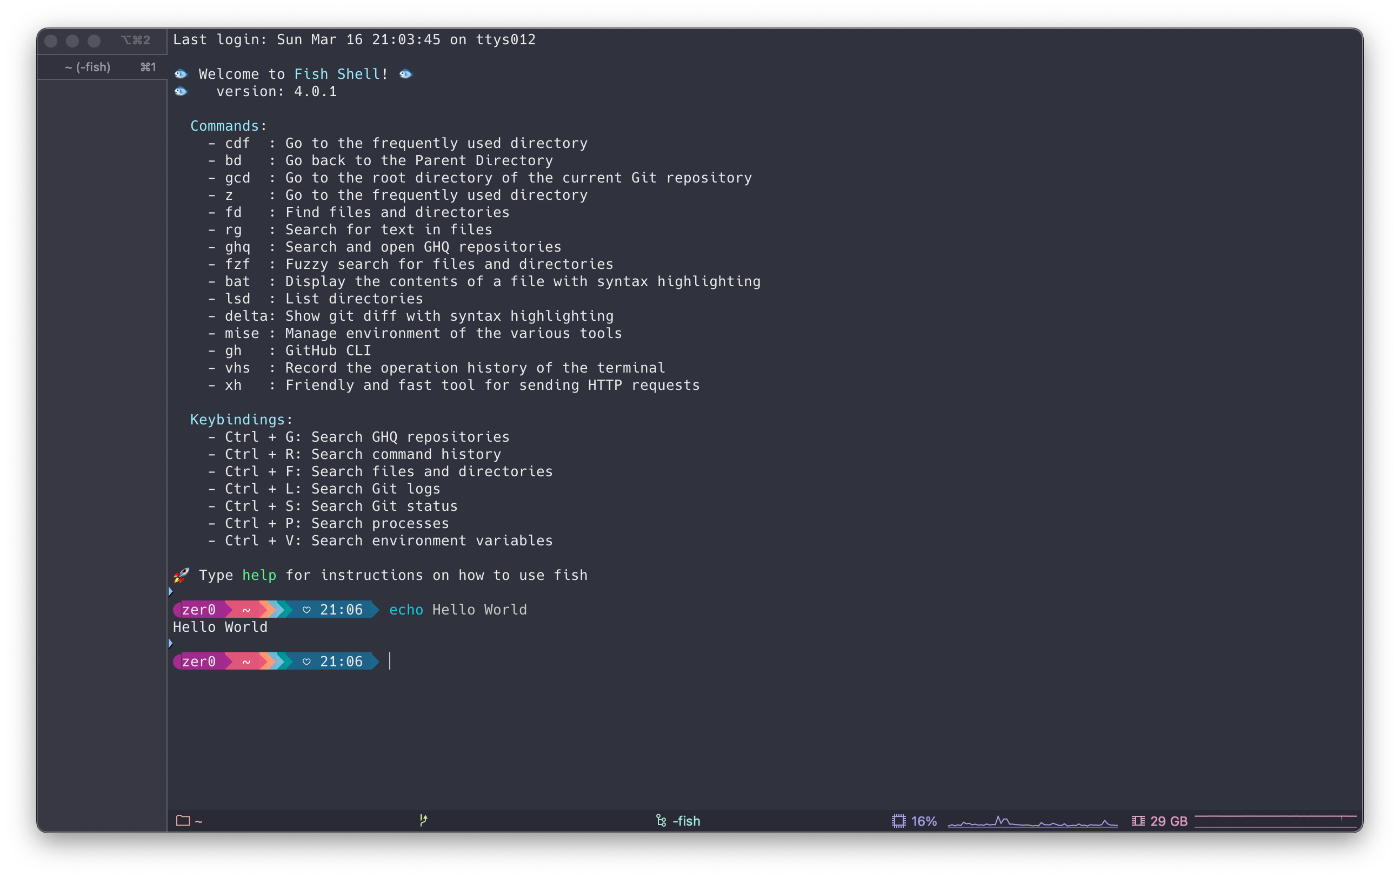 ⌥⌘2
~ (-fish) ⌘1
Last login: Sun Mar 16 21:03:45 on ttys012
🐟 Welcome to Fish Shell! 🐟
🐟 version: 4.0.1
Commands:
- cdf : Go to the frequently used directory
- bd : Go back to the Parent Directory
- gcd : Go to the root directory of the current Git repository
- z : Go to the frequently used directory
- fd : Find files and directories
- rg : Search for text in files
- ghq : Search and open GHQ repositories
- fzf : Fuzzy search for files and directories
- bat : Display the contents of a file with syntax highlighting
- lsd : List directories
- delta: Show git diff with syntax highlighting
- mise : Manage environment of the various tools
- gh : GitHub CLI
- vhs : Record the operation history of the terminal
- xh : Friendly and fast tool for sending HTTP requests
Keybindings:
- Ctrl + G: Search GHQ repositories
- Ctrl + R: Search command history
- Ctrl + F: Search files and directories
- Ctrl + L: Search Git logs
- Ctrl + S: Search Git status
- Ctrl + P: Search processes
- Ctrl + V: Search environment variables
🚀 Type help for instructions on how to use fish
zer0 ~ ♡ 21:06 echo Hello World
Hello World
zer0 ~ ♡ 21:06
~ -fish 16% 29 GB